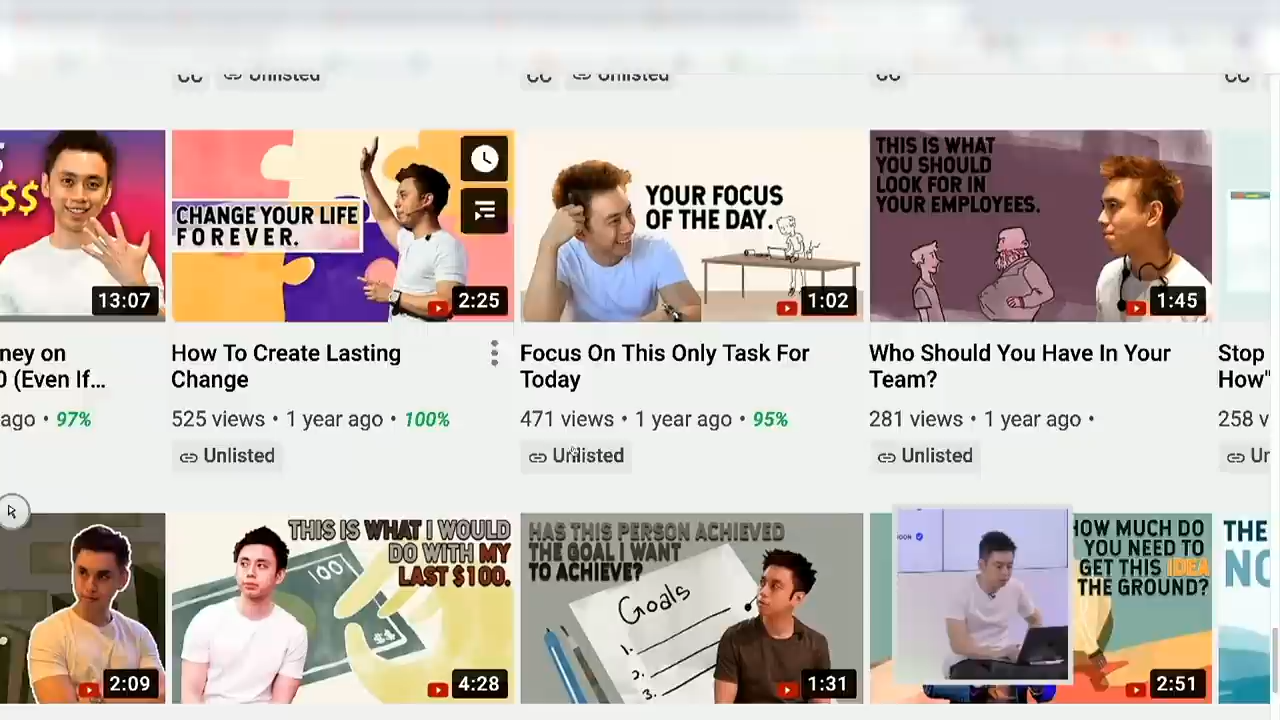 CC Unlisted CC Unlisted CC CC
$$
13:07
CHANGE YOUR LIFE
FOREVER.
2:25
YOUR FOCUS
OF THE DAY.
1:02
THIS IS WHAT
YOU SHOULD
LOOK FOR IN
YOUR EMPLOYEES.
1:45
ney on
0 (Even If...
ago • 97%
How To Create Lasting
Change
525 views • 1 year ago • 100%
Unlisted
Focus On This Only Task For
Today
471 views • 1 year ago • 95%
Unlisted
Who Should You Have In Your
Team?
281 views • 1 year ago •
Unlisted
Stop
How"
258 v
Un
2:09
THIS IS WHAT I WOULD
DO WITH MY
LAST $100.
100
4:28
HAS THIS PERSON ACHIEVED
THE GOAL I WANT
TO ACHIEVE?
Goals
1.
2.
3.
1:31
OON
HOW MUCH DO
YOU NEED TO
GET THIS IDEA
THE GROUND?
2:51
THE
NO